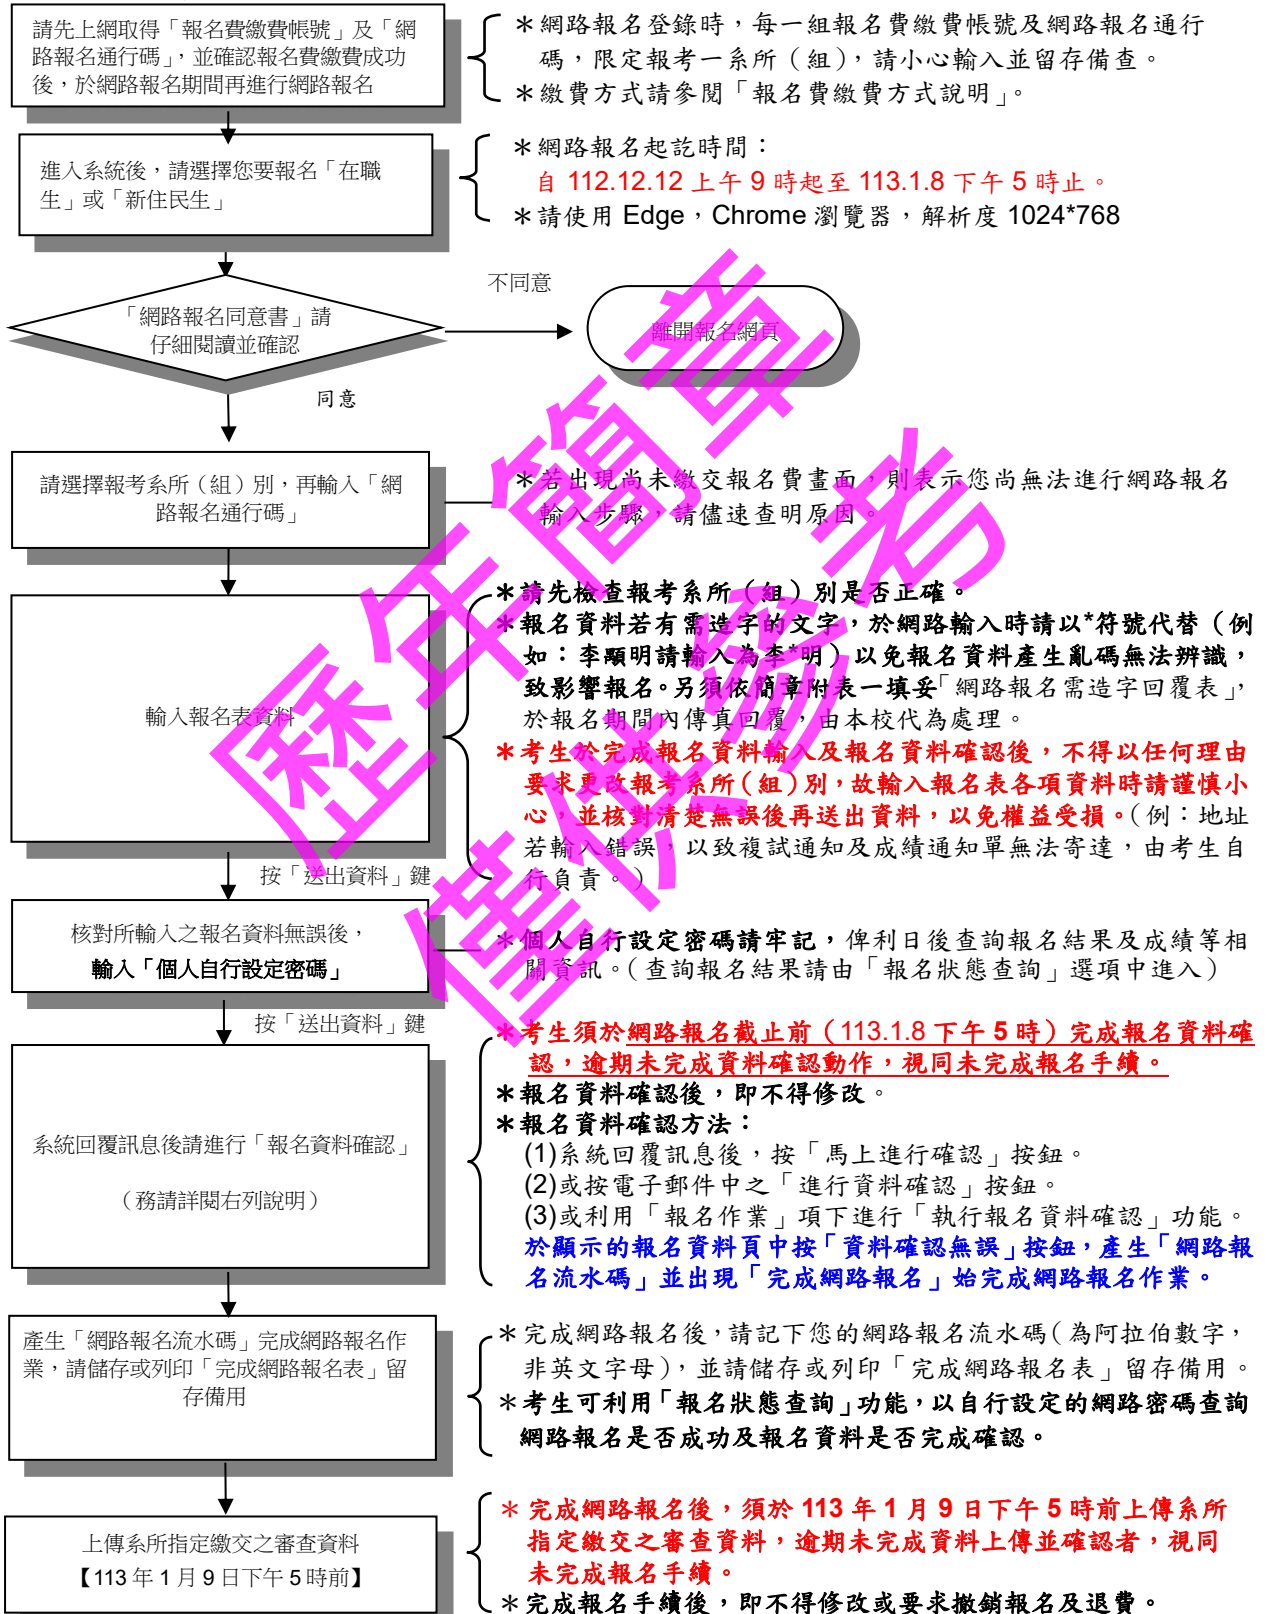 請先上網取得「報名費繳費帳號」及「網
路報名通行碼」，並確認報名費繳費成功
後，於網路報名期間再進行網路報名
＊網路報名登錄時，每一組報名費繳費帳號及網路報名通行
碼，限定報考一系所（組），請小心輸入並留存備查。
＊繳費方式請參閱「報名費繳費方式說明」。
進入系統後，請選擇您要報名「在職
生」或「新住民生」
＊網路報名起訖時間：
自 112.12.12 上午 9 時起至 113.1.8 下午 5 時止。
＊請使用 Edge，Chrome 瀏覽器，解析度 1024*768
「網路報名同意書」請
仔細閱讀並確認
不同意
離開報名網頁
同意
請選擇報考系所（組）別，再輸入「網
路報名通行碼」
＊若出現尚未繳交報名費畫面，則表示您尚無法進行網路報名
輸入步驟，請儘速查明原因。
輸入報名表資料
＊請先檢查報考系所（組）別是否正確。
＊報名資料若有需造字的文字，於網路輸入時請以*符號代替（例
如：李顯明請輸入為李*明）以免報名資料產生亂碼無法辨識，
致影響報名。另須依簡章附表一填妥「網路報名需造字回覆表」，
於報名期間內傳真回覆，由本校代為處理。
＊考生於完成報名資料輸入及報名資料確認後，不得以任何理由
要求更改報考系所（組）別，故輸入報名表各項資料時請謹慎小
心，並核對清楚無誤後再送出資料，以免權益受損。（例：地址
若輸入錯誤，以致複試通知及成績通知單無法寄達，由考生自
行負責。）
按「送出資料」鍵
核對所輸入之報名資料無誤後，
輸入「個人自行設定密碼」
＊個人自行設定密碼請牢記，俾利日後查詢報名結果及成績等相
關資訊。（查詢報名結果請由「報名狀態查詢」選項中進入）
按「送出資料」鍵
系統回覆訊息後請進行「報名資料確認」
（務請詳閱右列說明）
＊考生須於網路報名截止前（113.1.8 下午 5 時）完成報名資料確
認，逾期未完成資料確認動作，視同未完成報名手續。
＊報名資料確認後，即不得修改。
＊報名資料確認方法：
(1)系統回覆訊息後，按「馬上進行確認」按鈕。
(2)或按電子郵件中之「進行資料確認」按鈕。
(3)或利用「報名作業」項下進行「執行報名資料確認」功能。
於顯示的報名資料頁中按「資料確認無誤」按鈕，產生「網路報
名流水碼」並出現「完成網路報名」始完成網路報名作業。
產生「網路報名流水碼」完成網路報名作
業，請儲存或列印「完成網路報名表」留
存備用
＊完成網路報名後，請記下您的網路報名流水碼（為阿拉伯數字，
非英文字母），並請儲存或列印「完成網路報名表」留存備用。
＊考生可利用「報名狀態查詢」功能，以自行設定的網路密碼查詢
網路報名是否成功及報名資料是否完成確認。
上傳系所指定繳交之審查資料
【113 年 1 月 9 日下午 5 時前】
＊完成網路報名後，須於 113 年 1 月 9 日下午 5 時前上傳系所
指定繳交之審查資料，逾期未完成資料上傳並確認者，視同
未完成報名手續。
＊完成報名手續後，即不得修改或要求撤銷報名及退費。
歷年簡章
僅供參考